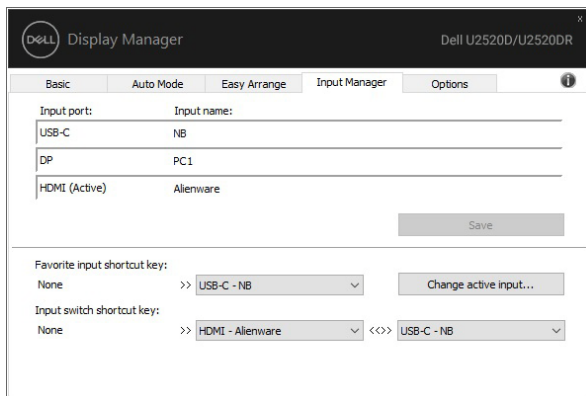 DELL Display Manager Dell U2520D/U2520DR x
Basic Auto Mode Easy Arrange Input Manager Options i
Input port: Input name:
USB-C NB
DP PC1
HDMI (Active) Alienware
Save
Favorite input shortcut key:
None >> USB-C - NB Change active input...
Input switch shortcut key:
None >> HDMI - Alienware <<>> USB-C - NB